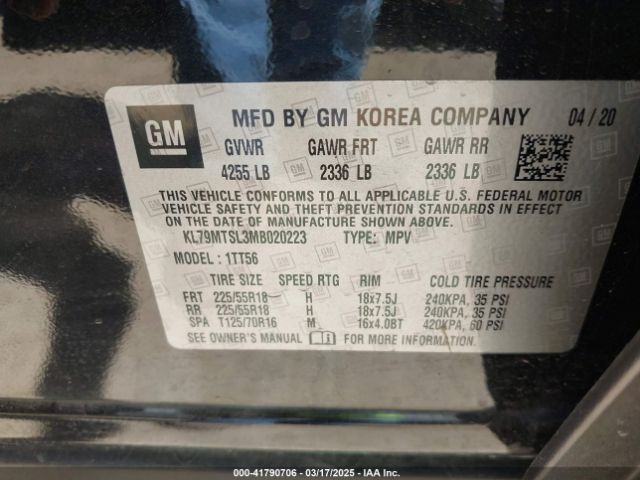 GM
MFD BY GM KOREA COMPANY 04 / 20
GVWR GAWR FRT GAWR RR
4255 LB 2336 LB 2336 LB
THIS VEHICLE CONFORMS TO ALL APPLICABLE U.S. FEDERAL MOTOR
VEHICLE SAFETY AND THEFT PREVENTION STANDARDS IN EFFECT
ON THE DATE OF MANUFACTURE SHOWN ABOVE.
KL79MTSL3MB020223 TYPE: MPV
MODEL : 1TT56
TIRE SIZE SPEED RTG RIM COLD TIRE PRESSURE
FRT 225/55R18 H 18x7.5J 240KPA, 35 PSI
RR 225/55R18 H 18x7.5J 240KPA, 35 PSI
SPA T125/70R16 M 16x4.0BT 420KPA, 60 PSI
SEE OWNER'S MANUAL FOR MORE INFORMATION.
000-41790706 - 03/17/2025 - IAA Inc.